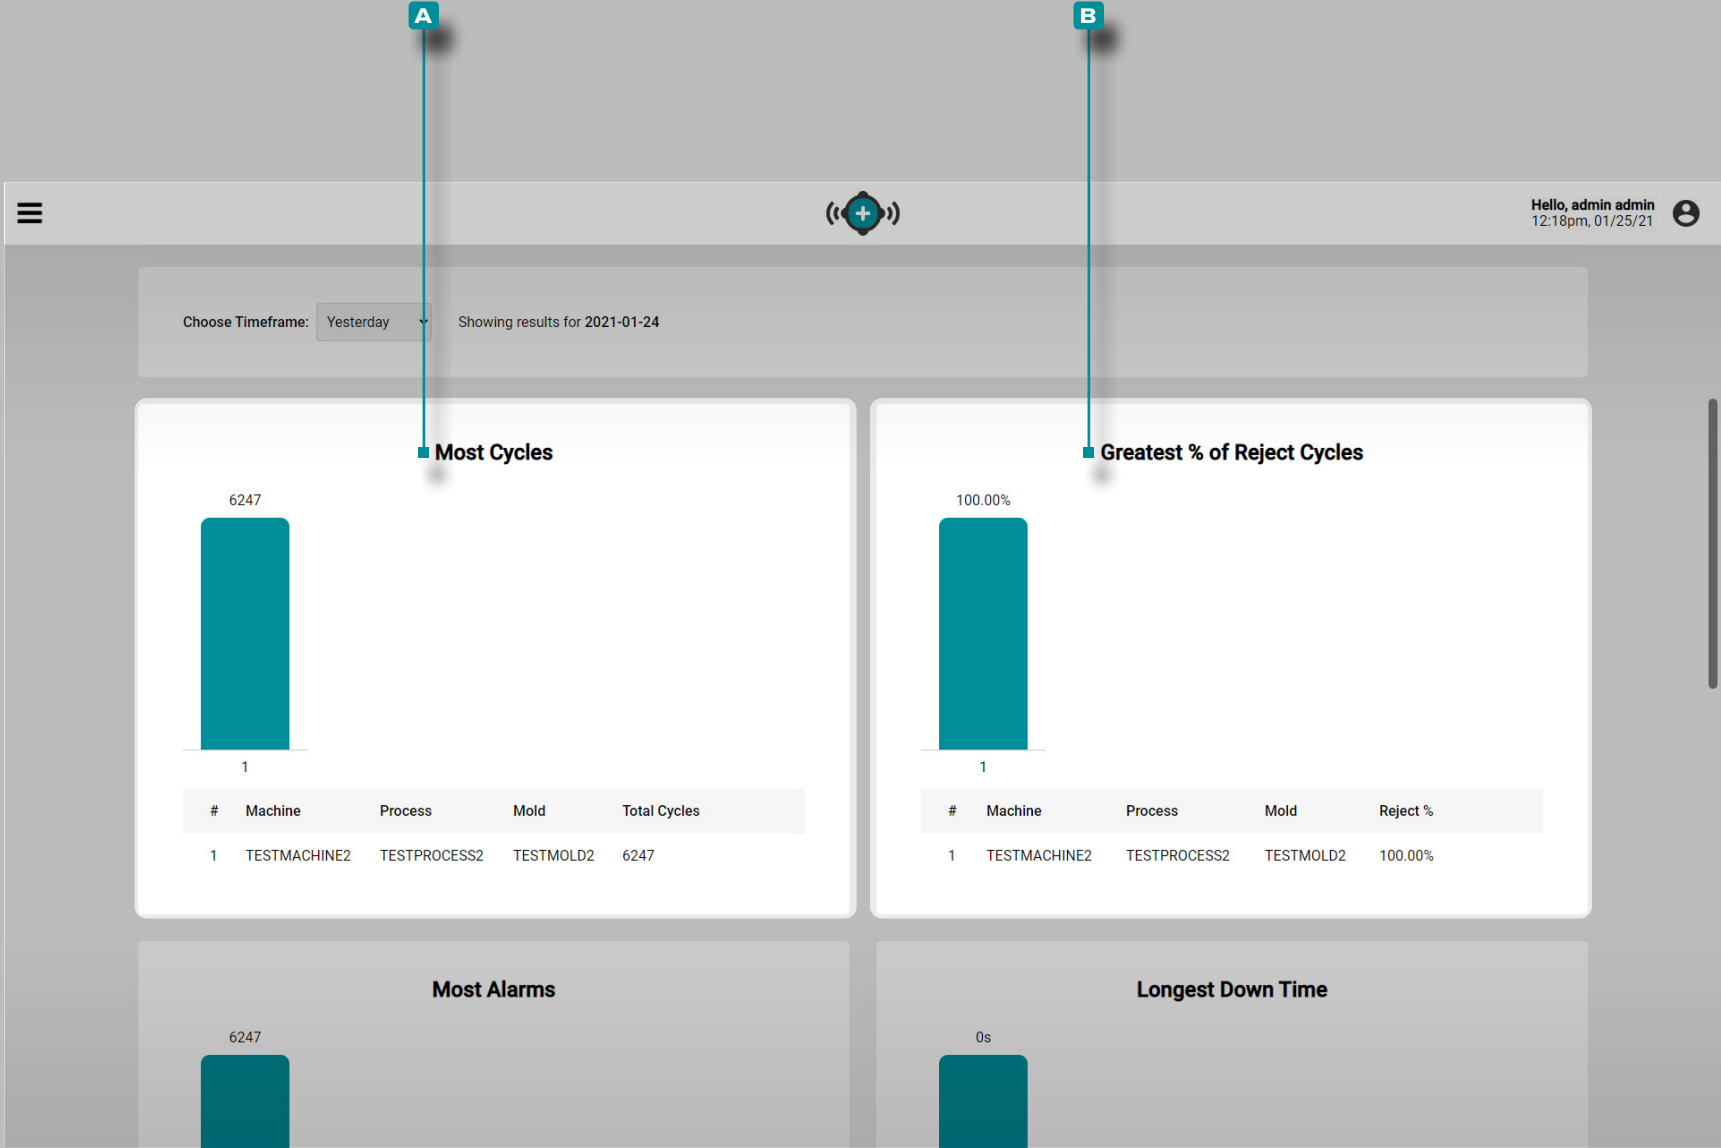 A
B
Hello, admin admin
12:18pm, 01/25/21
Choose Timeframe: Yesterday Showing results for 2021-01-24
Most Cycles
6247
1
# Machine Process Mold Total Cycles
1 TESTMACHINE2 TESTPROCESS2 TESTMOLD2 6247
Greatest % of Reject Cycles
100.00%
1
# Machine Process Mold Reject %
1 TESTMACHINE2 TESTPROCESS2 TESTMOLD2 100.00%
Most Alarms
6247
Longest Down Time
0s